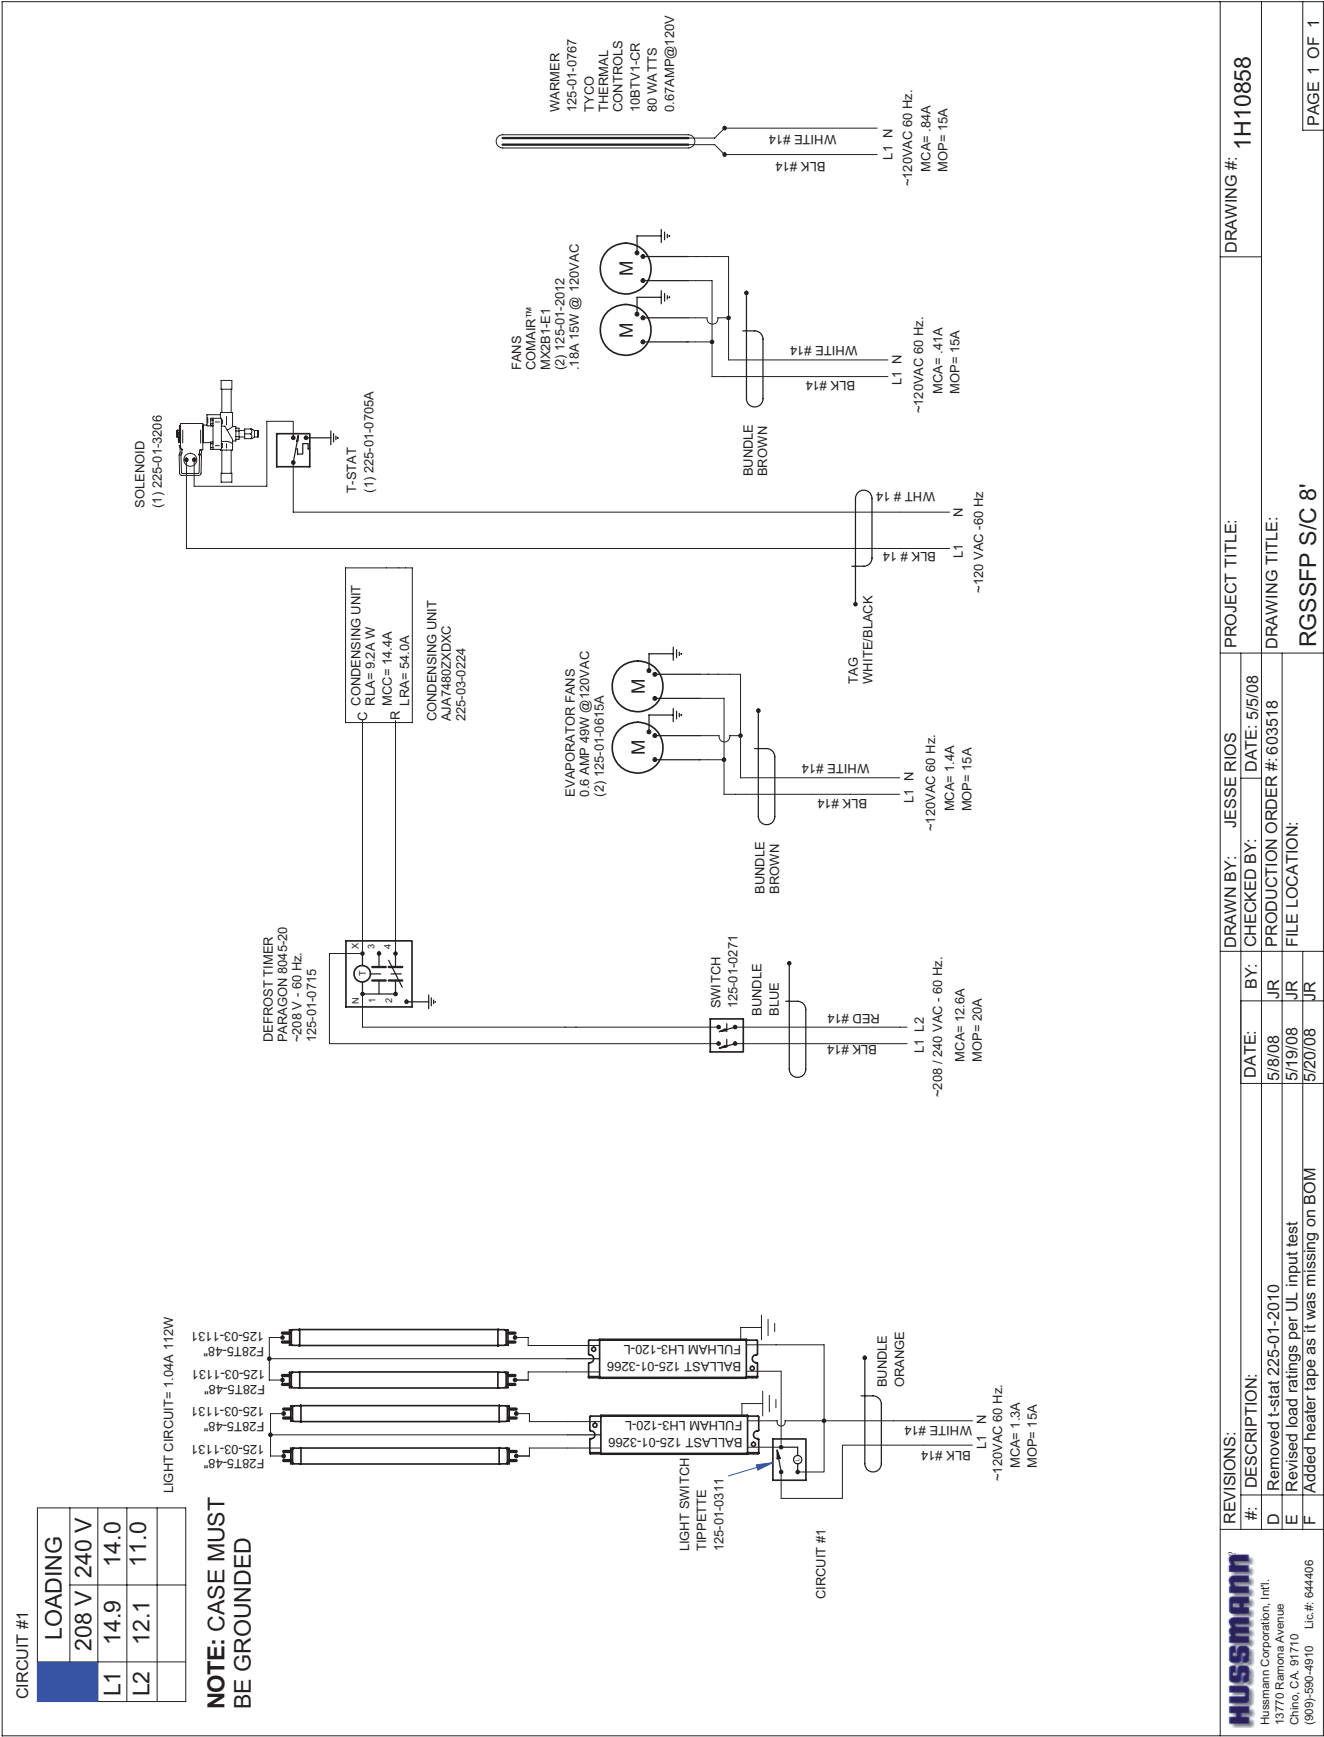 CIRCUIT #1
LOADING
208 V 240 V
L1 14.9 14.0
L2 12.1 11.0
NOTE: CASE MUST
BE GROUNDED
LIGHT CIRCUIT= 1.04A 112W
F28T5-48"
125-03-1131
F28T5-48"
125-03-1131
F28T5-48"
125-03-1131
F28T5-48"
125-03-1131
BALLAST 125-01-3266
FULHAM LH3-120-L
BALLAST 125-01-3266
FULHAM LH3-120-L
LIGHT SWITCH
TIPPETTE
125-01-0311
L
CIRCUIT #1
BUNDLE
ORANGE
BLK #14
WHITE #14
L1 N
~120VAC 60 Hz.
MCA= 1.3A
MOP= 15A
DEFROST TIMER
PARAGON 8045-20
~208 V - 60 Hz.
125-01-0715
N
X
1
3
2
4
T
SWITCH
125-01-0271
BUNDLE
BLUE
BLK #14
RED #14
L1 L2
~208 / 240 VAC - 60 Hz.
MCA= 12.6A
MOP= 20A
C CONDENSING UNIT
RLA= 9.2A W
MCC= 14.4A
R LRA= 54.0A
CONDENSING UNIT
AJA7480ZXDXC
225-03-0224
EVAPORATOR FANS
0.6 AMP 49W @120VAC
(2) 125-01-0615A
M
M
BUNDLE
BROWN
BLK #14
WHITE #14
L1 N
~120VAC 60 Hz.
MCA= 1.4A
MOP= 15A
SOLENOID
(1) 225-01-3206
T-STAT
(1) 225-01-0705A
TAG
WHITE/BLACK
BLK # 14
WHT # 14
L1 N
~120 VAC -60 Hz
FANS
COMAIR™
MX2B1-E1
(2) 125-01-2012
.18A 15W @ 120VAC
M
M
BUNDLE
BROWN
BLK #14
WHITE #14
L1 N
~120VAC 60 Hz.
MCA= .41A
MOP= 15A
WARMER
125-01-0767
TYCO
THERMAL
CONTROLS
10BTV1-CR
80 WATTS
0.67AMP@120V
BLK #14
WHITE #14
L1 N
~120VAC 60 Hz.
MCA= .84A
MOP= 15A
HUSSMANN
Hussmann Corporation, Int'l.
13770 Ramona Avenue
Chino, CA. 91710
(909)-590-4910 Lic.#: 644406
REVISIONS:
#: DESCRIPTION: DATE: BY:
D Removed t-stat 225-01-2010 5/8/08 JR
E Revised load ratings per UL input test 5/19/08 JR
F Added heater tape as it was missing on BOM 5/20/08 JR
DRAWN BY: JESSE RIOS
CHECKED BY: DATE: 5/5/08
PRODUCTION ORDER #: 603518
FILE LOCATION:
PROJECT TITLE:
DRAWING TITLE:
RGSSFP S/C 8'
DRAWING #: 1H10858
PAGE 1 OF 1